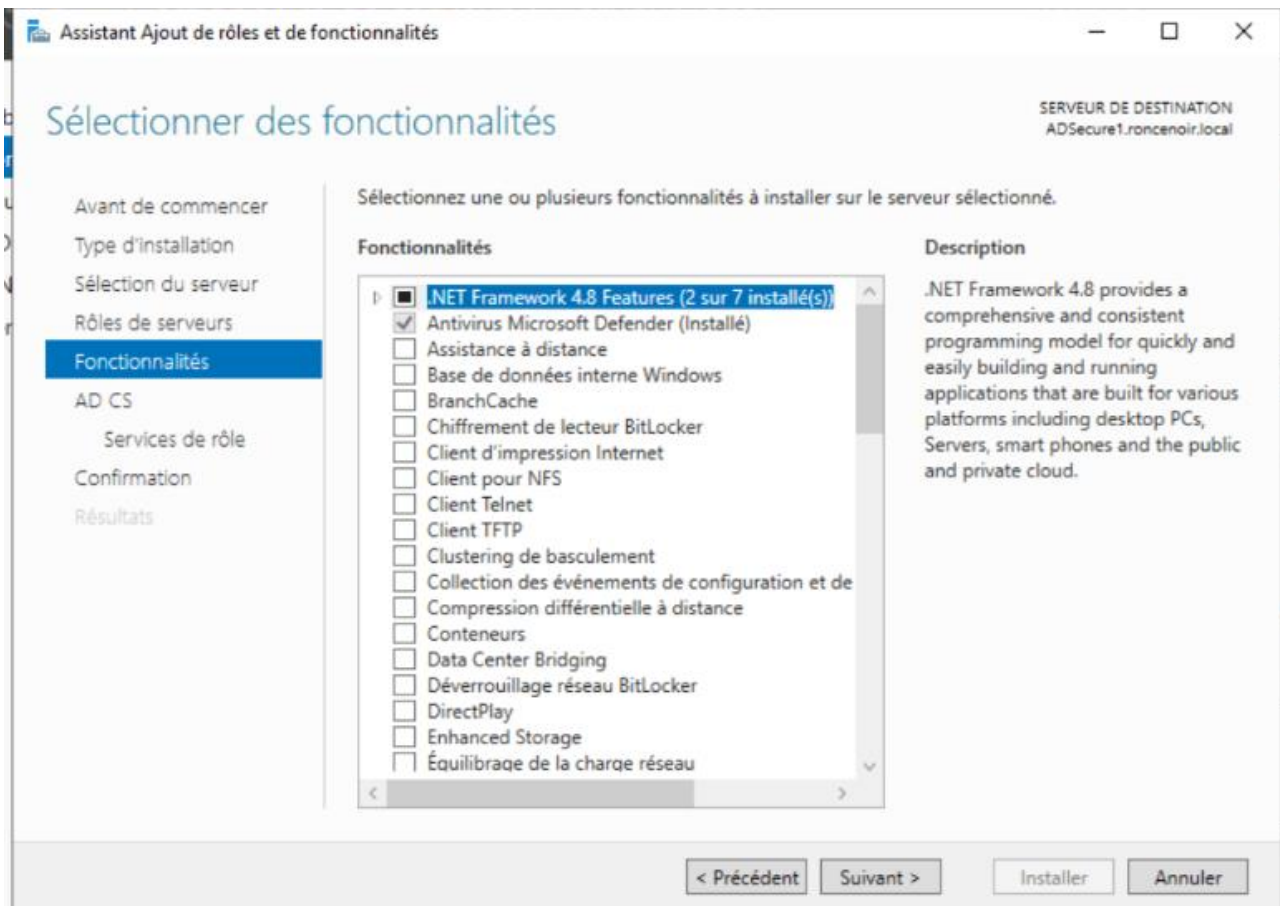 Assistant Ajout de rôles et de fonctionnalités
Sélectionner des fonctionnalités
SERVEUR DE DESTINATION
ADSecure1.roncenoir.local
Avant de commencer
Type d'installation
Sélection du serveur
Rôles de serveurs
Fonctionnalités
AD CS
Services de rôle
Confirmation
Résultats
Sélectionnez une ou plusieurs fonctionnalités à installer sur le serveur sélectionné.
Fonctionnalités
.NET Framework 4.8 Features (2 sur 7 installé(s))
Antivirus Microsoft Defender (Installé)
Assistance à distance
Base de données interne Windows
BranchCache
Chiffrement de lecteur BitLocker
Client d'impression Internet
Client pour NFS
Client Telnet
Client TFTP
Clustering de basculement
Collection des événements de configuration et de
Compression différentielle à distance
Conteneurs
Data Center Bridging
Déverrouillage réseau BitLocker
DirectPlay
Enhanced Storage
Équilibrage de la charge réseau
Description
.NET Framework 4.8 provides a
comprehensive and consistent
programming model for quickly and
easily building and running
applications that are built for various
platforms including desktop PCs,
Servers, smart phones and the public
and private cloud.
< Précédent
Suivant >
Installer
Annuler